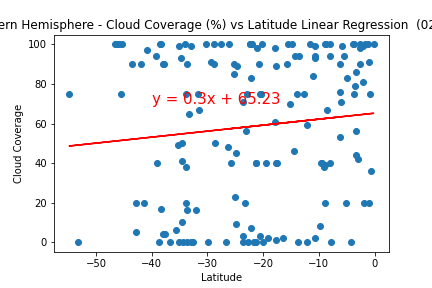 ern Hemisphere - Cloud Coverage (%) vs Latitude Linear Regression (02
100
80
60
40
20
0
Cloud Coverage
y = 0.3x + 65.23
−50 −40 −30 −20 −10 0
Latitude